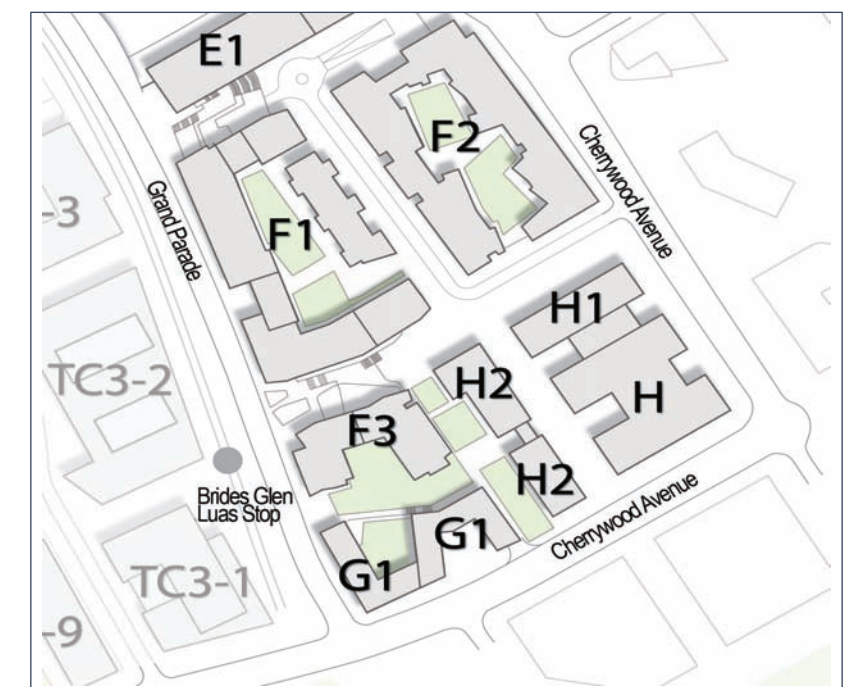 E1
F2
Cherrywood Avenue
-3
Grand Parade
F1
H1
TC3-2
H2
H
F3
Brides Glen
Luas Stop
H2
Cherrywood Avenue
G1
G1
TC3-1
-9